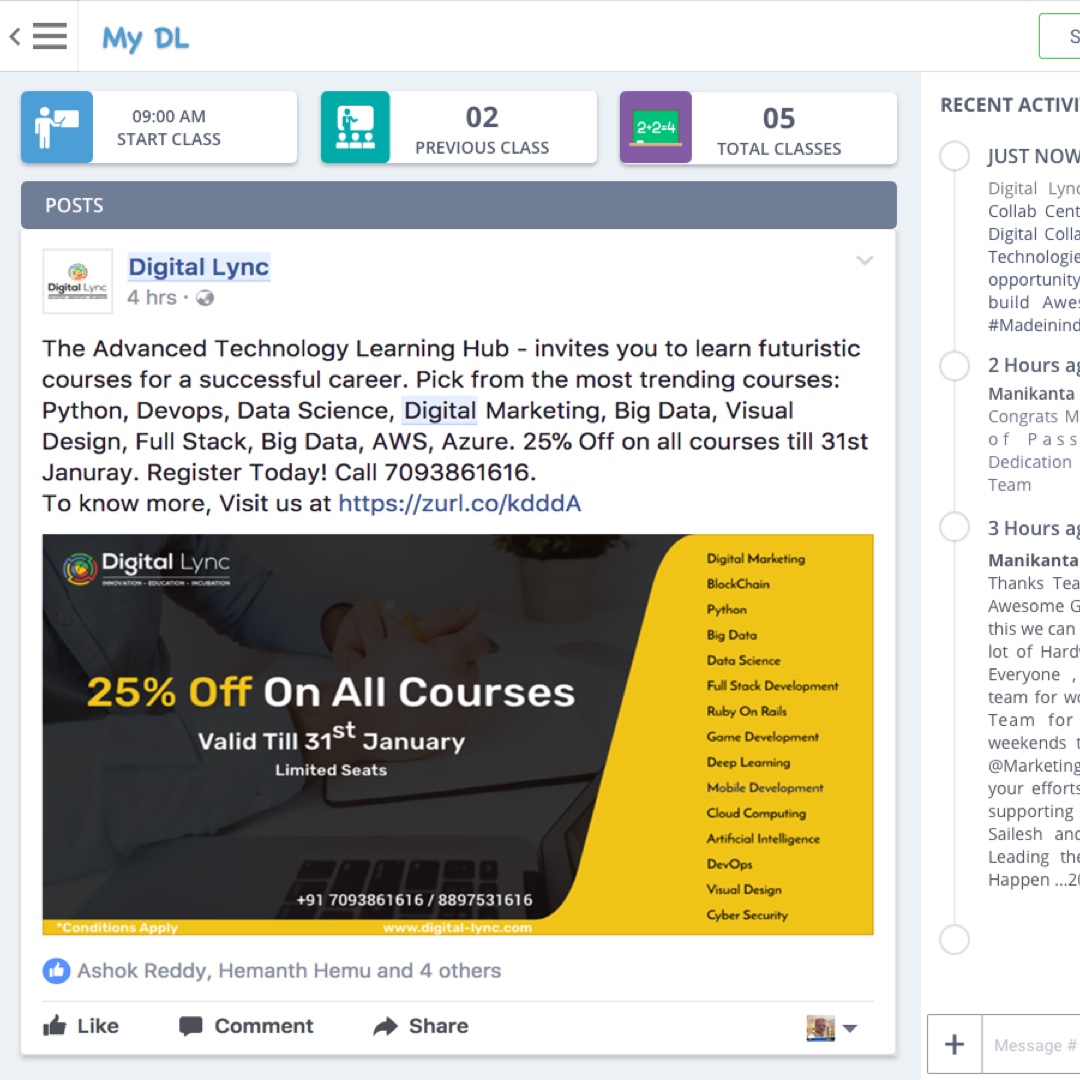 My DL
S
09:00 AM
START CLASS
02
PREVIOUS CLASS
2+2=4
05
TOTAL CLASSES
POSTS
Digital Lync
Digital Lync
4 hrs ·
The Advanced Technology Learning Hub - invites you to learn futuristic
courses for a successful career. Pick from the most trending courses:
Python, Devops, Data Science, Digital Marketing, Big Data, Visual
Design, Full Stack, Big Data, AWS, Azure. 25% Off on all courses till 31st
Januray. Register Today! Call 7093861616.
To know more, Visit us at https://zurl.co/kdddA
Digital Lync
INNOVATION - EDUCATION - INCUBATION
25% Off On All Courses
Valid Till 31st January
Limited Seats
+91 7093861616 / 8897531616
*Conditions Apply
www.digital-lync.com
Digital Marketing
BlockChain
Python
Big Data
Data Science
Full Stack Development
Ruby On Rails
Game Development
Deep Learning
Mobile Development
Cloud Computing
Artificial Intelligence
DevOps
Visual Design
Cyber Security
Ashok Reddy, Hemanth Hemu and 4 others
Like
Comment
Share
RECENT ACTIVI
JUST NOW
Digital Lync
Collab Cent
Digital Colla
Technologie
opportunity
build Awes
#Madeinind
2 Hours ag
Manikanta
Congrats M
of Pass
Dedication
Team
3 Hours ag
Manikanta
Thanks Tea
Awesome G
this we can
lot of Hardw
Everyone ,
team for wo
Team for
weekends t
@Marketing
your efforts
supporting
Sailesh and
Leading the
Happen ...20
+
Message #